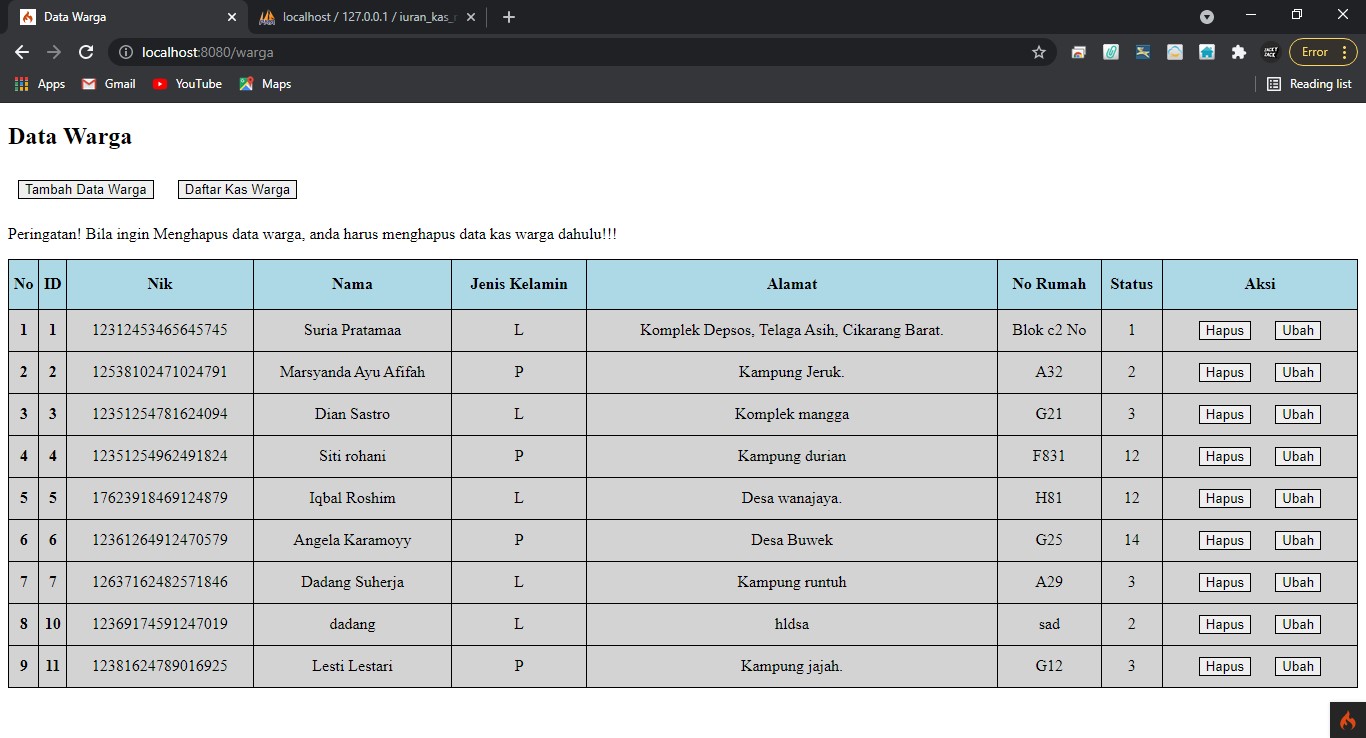 Data Warga
localhost / 127.0.0.1 / iuran_kas_
localhost:8080/warga
Error
Apps Gmail YouTube Maps Reading list
Data Warga
Tambah Data Warga Daftar Kas Warga
Peringatan! Bila ingin Menghapus data warga, anda harus menghapus data kas warga dahulu!!!
No ID Nik Nama Jenis Kelamin Alamat No Rumah Status Aksi
1 1 12312453465645745 Suria Pratamaa L Komplek Depsos, Telaga Asih, Cikarang Barat. Blok c2 No 1 Hapus Ubah
2 2 12538102471024791 Marsyanda Ayu Afifah P Kampung Jeruk. A32 2 Hapus Ubah
3 3 12351254781624094 Dian Sastro L Komplek mangga G21 3 Hapus Ubah
4 4 12351254962491824 Siti rohani P Kampung durian F831 12 Hapus Ubah
5 5 17623918469124879 Iqbal Roshim L Desa wanajaya. H81 12 Hapus Ubah
6 6 12361264912470579 Angela Karamoyy P Desa Buwek G25 14 Hapus Ubah
7 7 12637162482571846 Dadang Suherja L Kampung runtuh A29 3 Hapus Ubah
8 10 12369174591247019 dadang L hldsa sad 2 Hapus Ubah
9 11 12381624789016925 Lesti Lestari P Kampung jajah. G12 3 Hapus Ubah